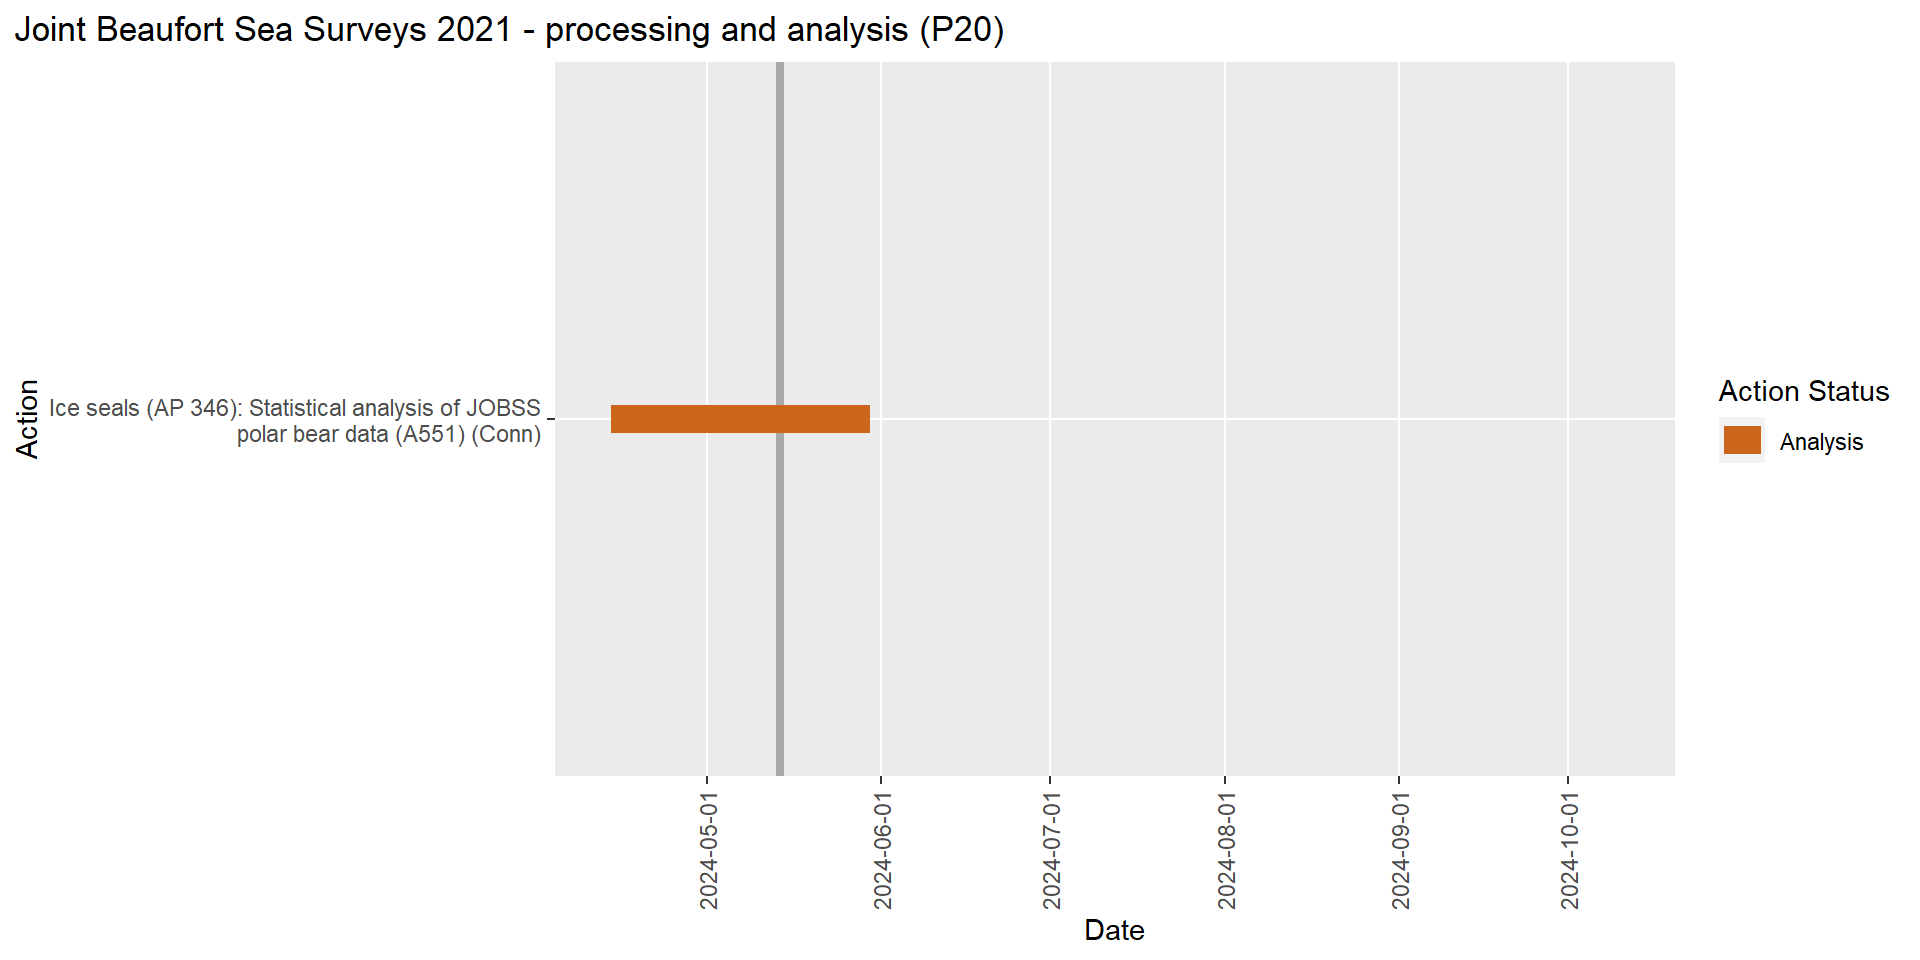 Joint Beaufort Sea Surveys 2021 - processing and analysis (P20)
Action
Ice seals (AP 346): Statistical analysis of JOBSS
polar bear data (A551) (Conn)
Action Status
Analysis
2024-05-01
2024-06-01
2024-07-01
2024-08-01
2024-09-01
2024-10-01
Date